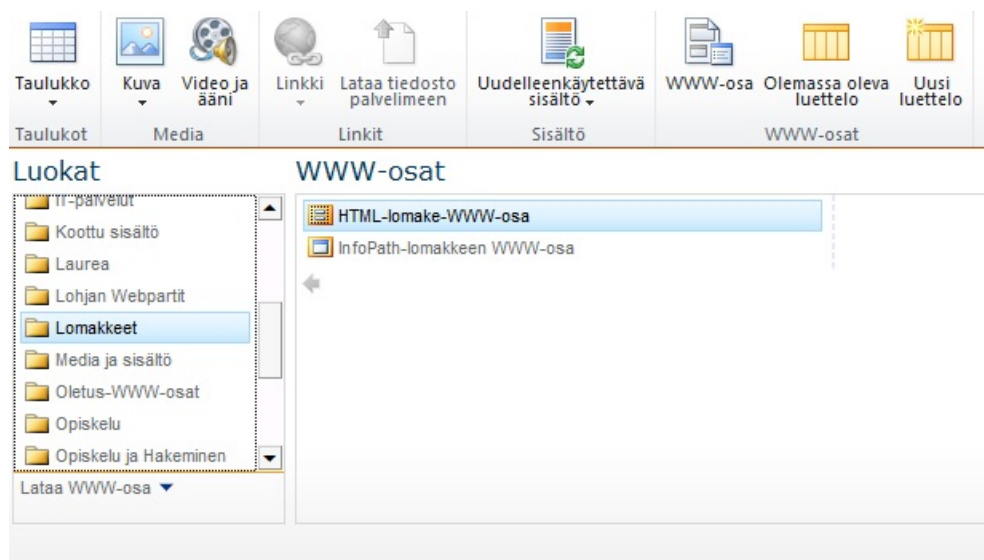 Taulukko
Kuva
Video ja
ääni
Linkki
Lataa tiedosto
palvelimeen
Uudelleenkäytettävä
sisältö
WWW-osa
Olemassa oleva
luettelo
Uusi
luettelo
Taulukot
Media
Linkit
Sisältö
WWW-osat
Luokat
IT-palvelut
Koottu sisältö
Laurea
Lohjan Webpartit
Lomakkeet
Media ja sisältö
Oletus-WWW-osat
Opiskelu
Opiskelu ja Hakeminen
Lataa WWW-osa
WWW-osat
HTML-lomake-WWW-osa
InfoPath-lomakkeen WWW-osa